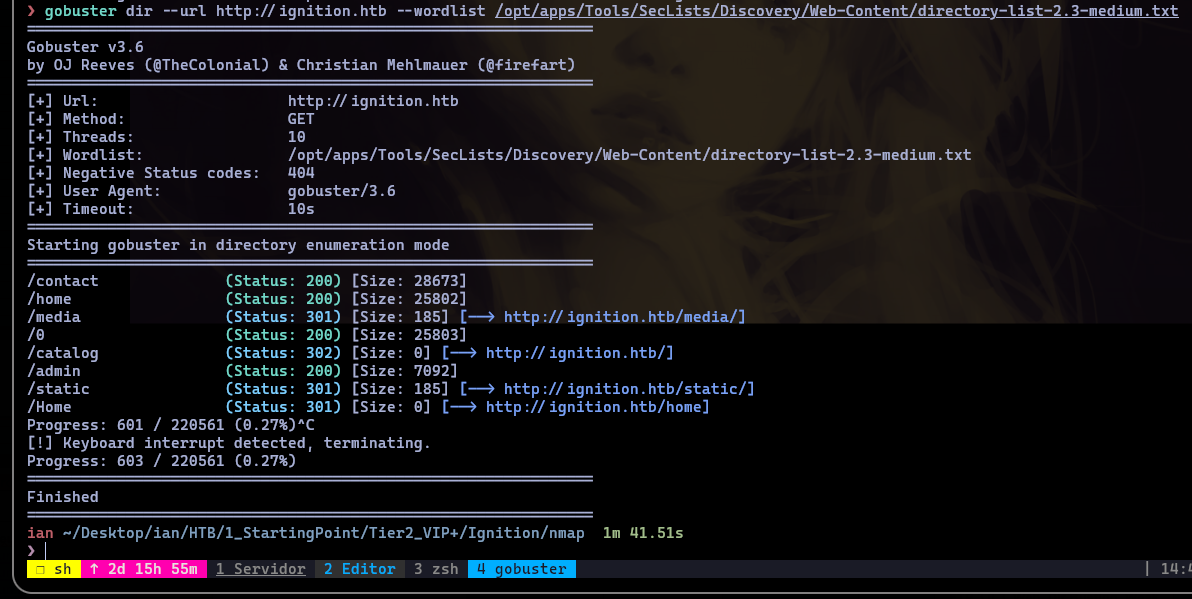 ❯ gobuster dir --url http://ignition.htb --wordlist /opt/apps/Tools/SecLists/Discovery/Web-Content/directory-list-2.3-medium.txt
===============================================================
Gobuster v3.6
by OJ Reeves (@TheColonial) & Christian Mehlmauer (@firefart)
===============================================================
[+] Url:                     http://ignition.htb
[+] Method:                  GET
[+] Threads:                 10
[+] Wordlist:                /opt/apps/Tools/SecLists/Discovery/Web-Content/directory-list-2.3-medium.txt
[+] Negative Status codes:   404
[+] User Agent:              gobuster/3.6
[+] Timeout:                 10s
===============================================================
Starting gobuster in directory enumeration mode
===============================================================
/contact              (Status: 200) [Size: 28673]
/home                 (Status: 200) [Size: 25802]
/media                (Status: 301) [Size: 185] [--> http://ignition.htb/media/]
/0                    (Status: 200) [Size: 25803]
/catalog              (Status: 302) [Size: 0] [--> http://ignition.htb/]
/admin                (Status: 200) [Size: 7092]
/static               (Status: 301) [Size: 185] [--> http://ignition.htb/static/]
/Home                 (Status: 301) [Size: 0] [--> http://ignition.htb/home]
Progress: 601 / 220561 (0.27%)^C
[!] Keyboard interrupt detected, terminating.
Progress: 603 / 220561 (0.27%)
===============================================================
Finished
===============================================================
ian ~/Desktop/ian/HTB/1_StartingPoint/Tier2_VIP+/Ignition/nmap  1m 41.51s
❯
❐ sh ↑ 2d 15h 55m 1 Servidor 2 Editor 3 zsh 4 gobuster | 14:4